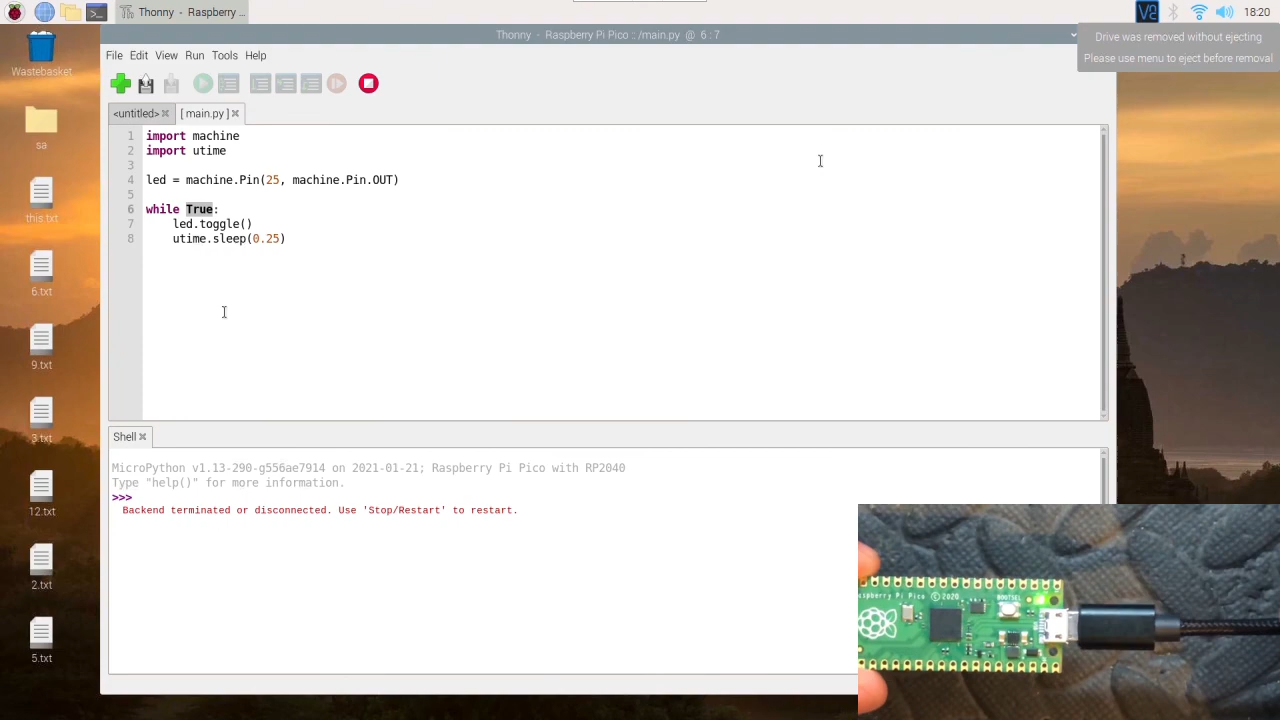 Thonny - Raspberry ...
18:20
Thonny - Raspberry Pi Pico :: /main.py @ 6 : 7
Drive was removed without ejecting
Please use menu to eject before removal
Wastebasket
sa
this.txt
6.txt
9.txt
3.txt
12.txt
2.txt
5.txt
File Edit View Run Tools Help
<untitled> [ main.py ]
1 import machine
2 import utime
3
4 led = machine.Pin(25, machine.Pin.OUT)
5
6 while True:
7     led.toggle()
8     utime.sleep(0.25)
Shell
MicroPython v1.13-290-g556ae7914 on 2021-01-21; Raspberry Pi Pico with RP2040
Type "help()" for more information.
>>>
Backend terminated or disconnected. Use 'Stop/Restart' to restart.
aspberry Pi Pico ©2020
BOOTSEL